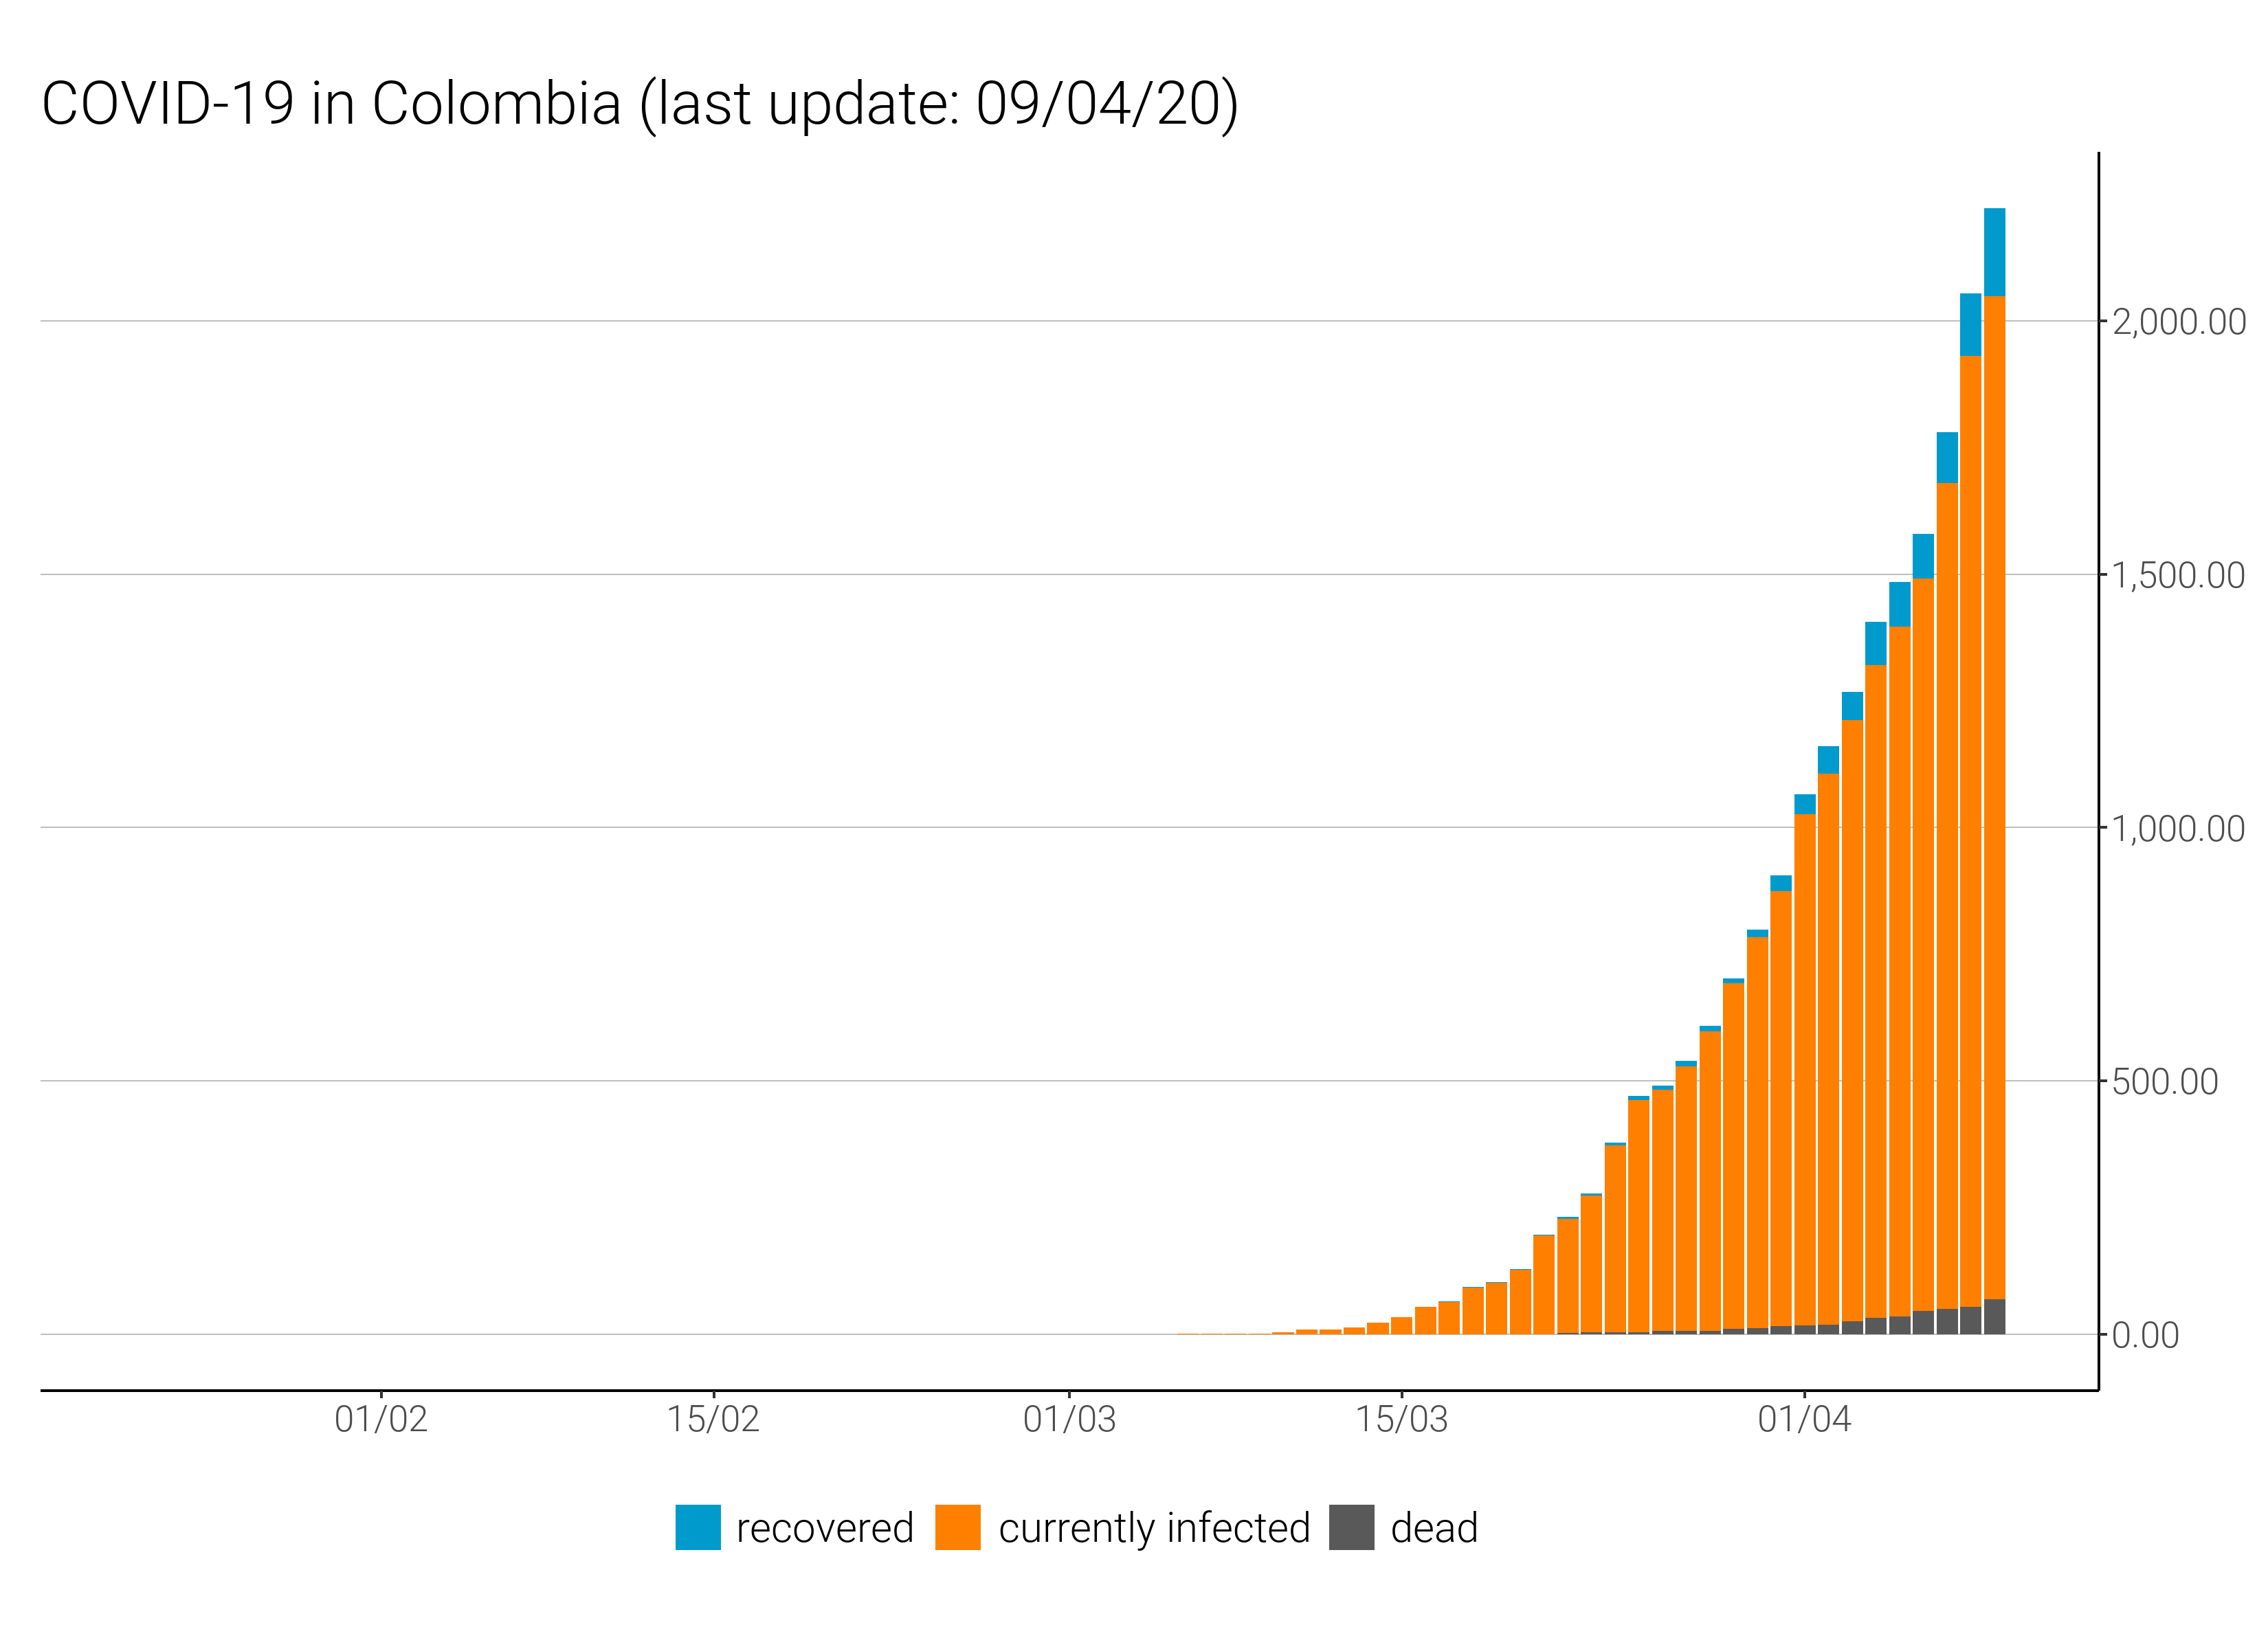 COVID-19 in Colombia (last update: 09/04/20)
2,000.00
1,500.00
1,000.00
500.00
0.00
01/02 15/02 01/03 15/03 01/04
recovered currently infected dead